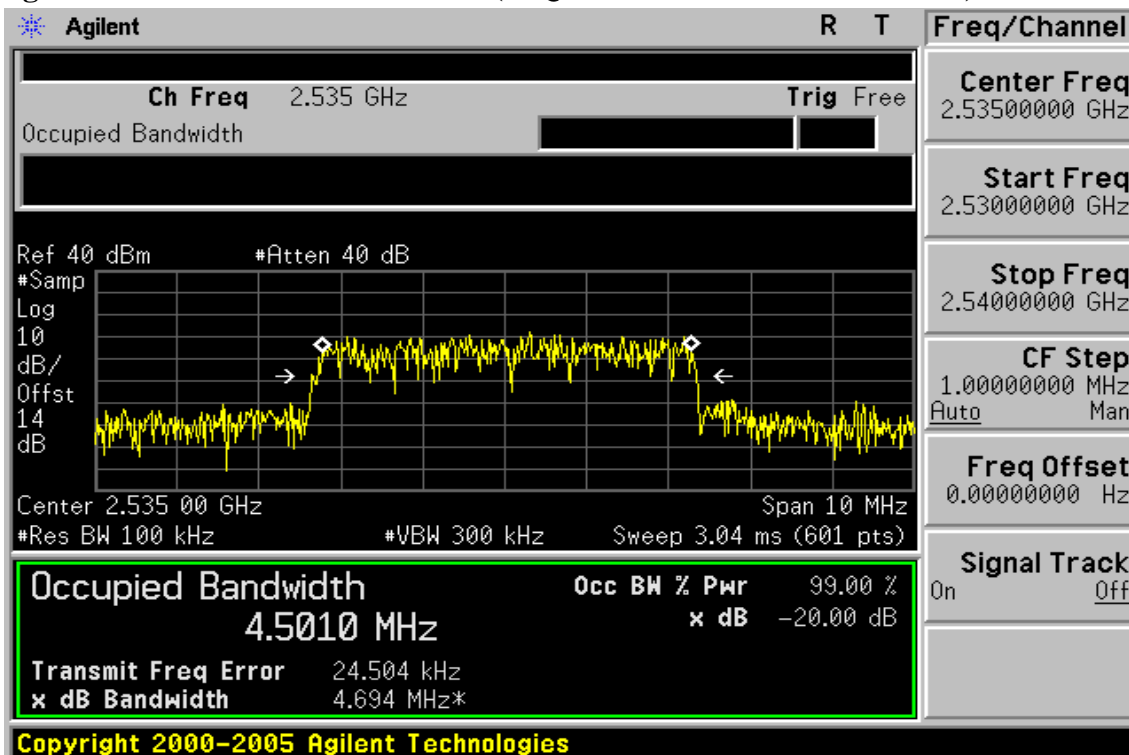 Agilent R T
Freq/Channel
Ch Freq 2.535 GHz Trig Free
Occupied Bandwidth
Center Freq
2.53500000 GHz
Start Freq
2.53000000 GHz
Stop Freq
2.54000000 GHz
CF Step
1.00000000 MHz
Auto Man
Freq Offset
0.00000000 Hz
Signal Track
On Off
Ref 40 dBm #Atten 40 dB
#Samp
Log
10
dB/
Offst
14
dB
Center 2.535 00 GHz Span 10 MHz
#Res BW 100 kHz #VBW 300 kHz Sweep 3.04 ms (601 pts)
Occupied Bandwidth Occ BW % Pwr 99.00 %
4.5010 MHz x dB -20.00 dB
Transmit Freq Error 24.504 kHz
x dB Bandwidth 4.694 MHz*
Copyright 2000-2005 Agilent Technologies